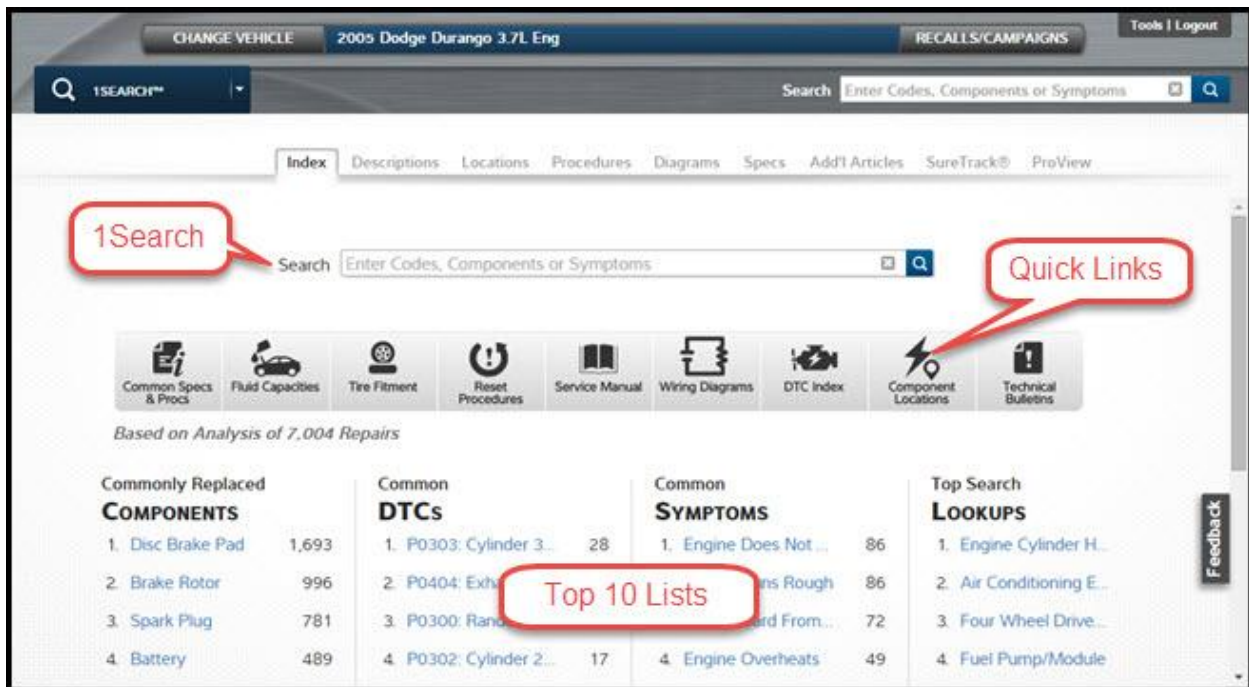 Tools | Logout
CHANGE VEHICLE 2005 Dodge Durango 3.7L Eng RECALLS/CAMPAIGNS
1SEARCH™ Search Enter Codes, Components or Symptoms
Index Descriptions Locations Procedures Diagrams Specs Add'l Articles SureTrack® ProView
1Search
Search Enter Codes, Components or Symptoms
Quick Links
Common Specs & Procs
Fluid Capacities
Tire Fitment
Reset Procedures
Service Manual
Wiring Diagrams
DTC Index
Component Locations
Technical Bulletins
Based on Analysis of 7,004 Repairs
Commonly Replaced
COMPONENTS
1. Disc Brake Pad 1,693
2. Brake Rotor 996
3. Spark Plug 781
4. Battery 489
Common
DTCs
1. P0303: Cylinder 3... 28
2. P0404: Exh
3. P0300: Rand
4. P0302: Cylinder 2... 17
Top 10 Lists
Common
SYMPTOMS
1. Engine Does Not ... 86
Rough 86
From... 72
4. Engine Overheats 49
Top Search
LOOKUPS
1. Engine Cylinder H...
2. Air Conditioning E...
3. Four Wheel Drive...
4. Fuel Pump/Module
Feedback